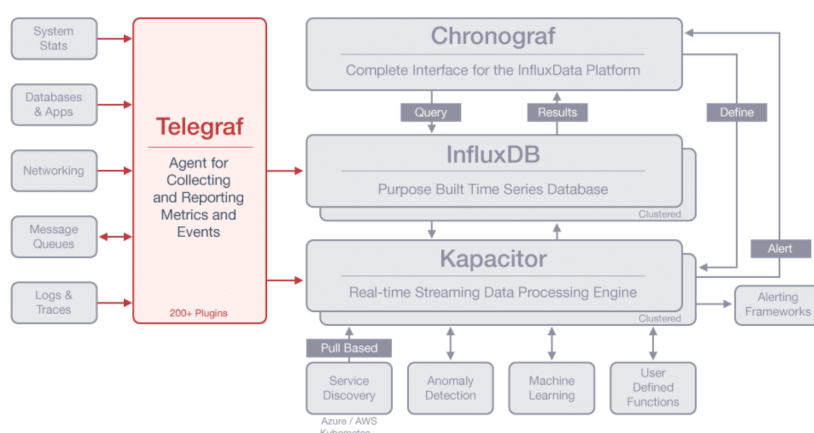 System
Stats
Databases
& Apps
Networking
Message
Queues
Logs &
Traces
Telegraf
Agent for
Collecting
and Reporting
Metrics and
Events
200+ Plugins
Chronograf
Complete Interface for the InfluxData Platform
Query
Results
Define
InfluxDB
Purpose Built Time Series Database
Clustered
Kapacitor
Real-time Streaming Data Processing Engine
Clustered
Alert
Alerting
Frameworks
Pull Based
Service
Discovery
Anomaly
Detection
Machine
Learning
User
Defined
Functions
Azure / AWS
Kubernetes